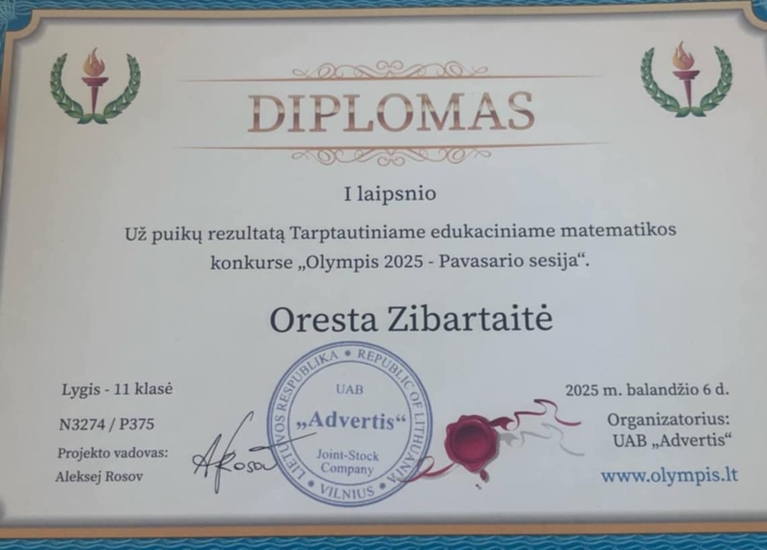 DIPLOMAS
I laipsnio
Už puikų rezultatą Tarptautiniame edukaciniame matematikos
konkurse „Olympis 2025 - Pavasario sesija“.
Oresta Zibartaitė
Lygis - 11 klasė
N3274 / P375
Projekto vadovas:
Aleksej Rosov
ARosov
LIETUVOS RESPUBLIKA • REPUBLIC OF LITHUANIA • VILNIUS •
UAB
„Advertis“
Joint-Stock
Company
2025 m. balandžio 6 d.
Organizatorius:
UAB „Advertis“
www.olympis.lt